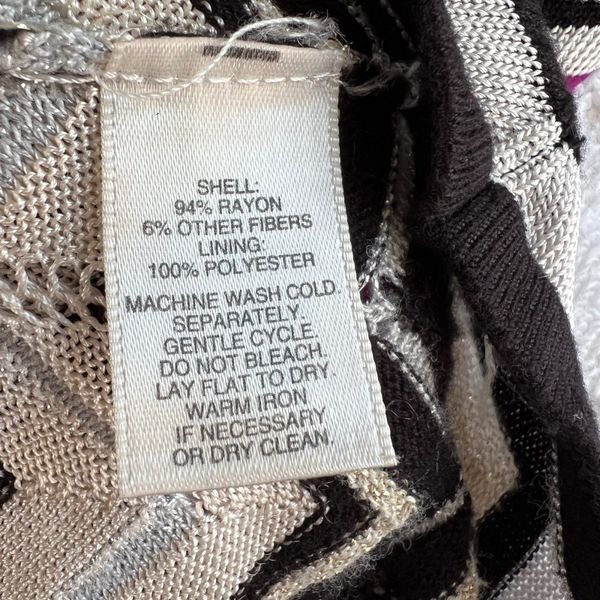 SHELL:
94% RAYON
6% OTHER FIBERS
LINING:
100% POLYESTER
MACHINE WASH COLD
SEPARATELY
GENTLE CYCLE
DO NOT BLEACH.
LAY FLAT TO DRY
WARM IRON
IF NECESSARY
OR DRY CLEAN.